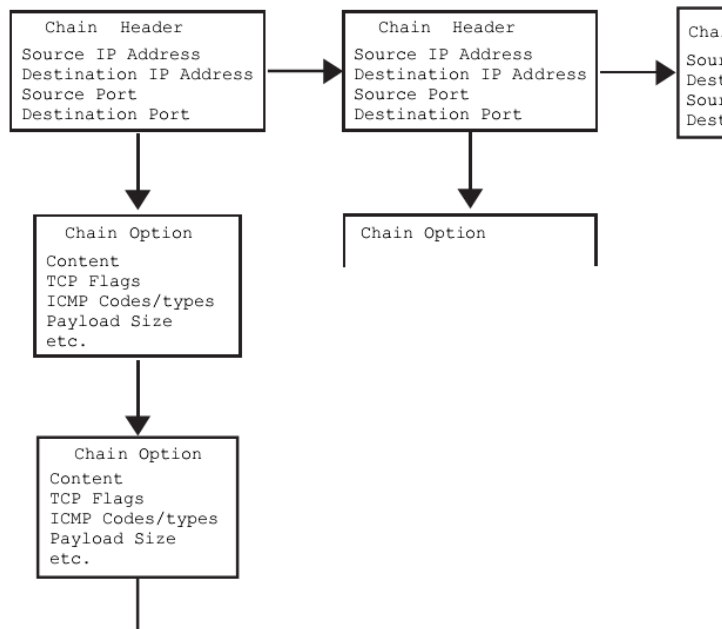 Chain Header
Source IP Address
Destination IP Address
Source Port
Destination Port
Chain Header
Source IP Address
Destination IP Address
Source Port
Destination Port
Chain Option
Content
TCP Flags
ICMP Codes/types
Payload Size
etc.
Chain Option
Chain Option
Content
TCP Flags
ICMP Codes/types
Payload Size
etc.